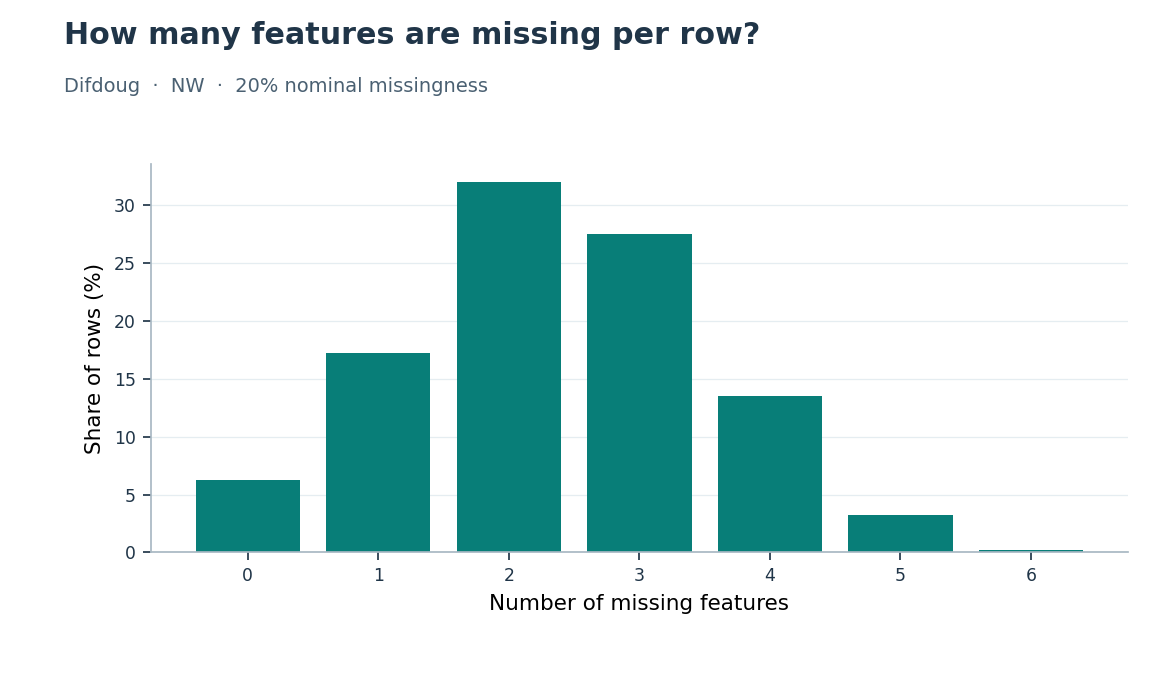 How many features are missing per row?
Difdoug · NW · 20% nominal missingness
Share of rows (%)
30
25
20
15
10
5
0
0 1 2 3 4 5 6
Number of missing features